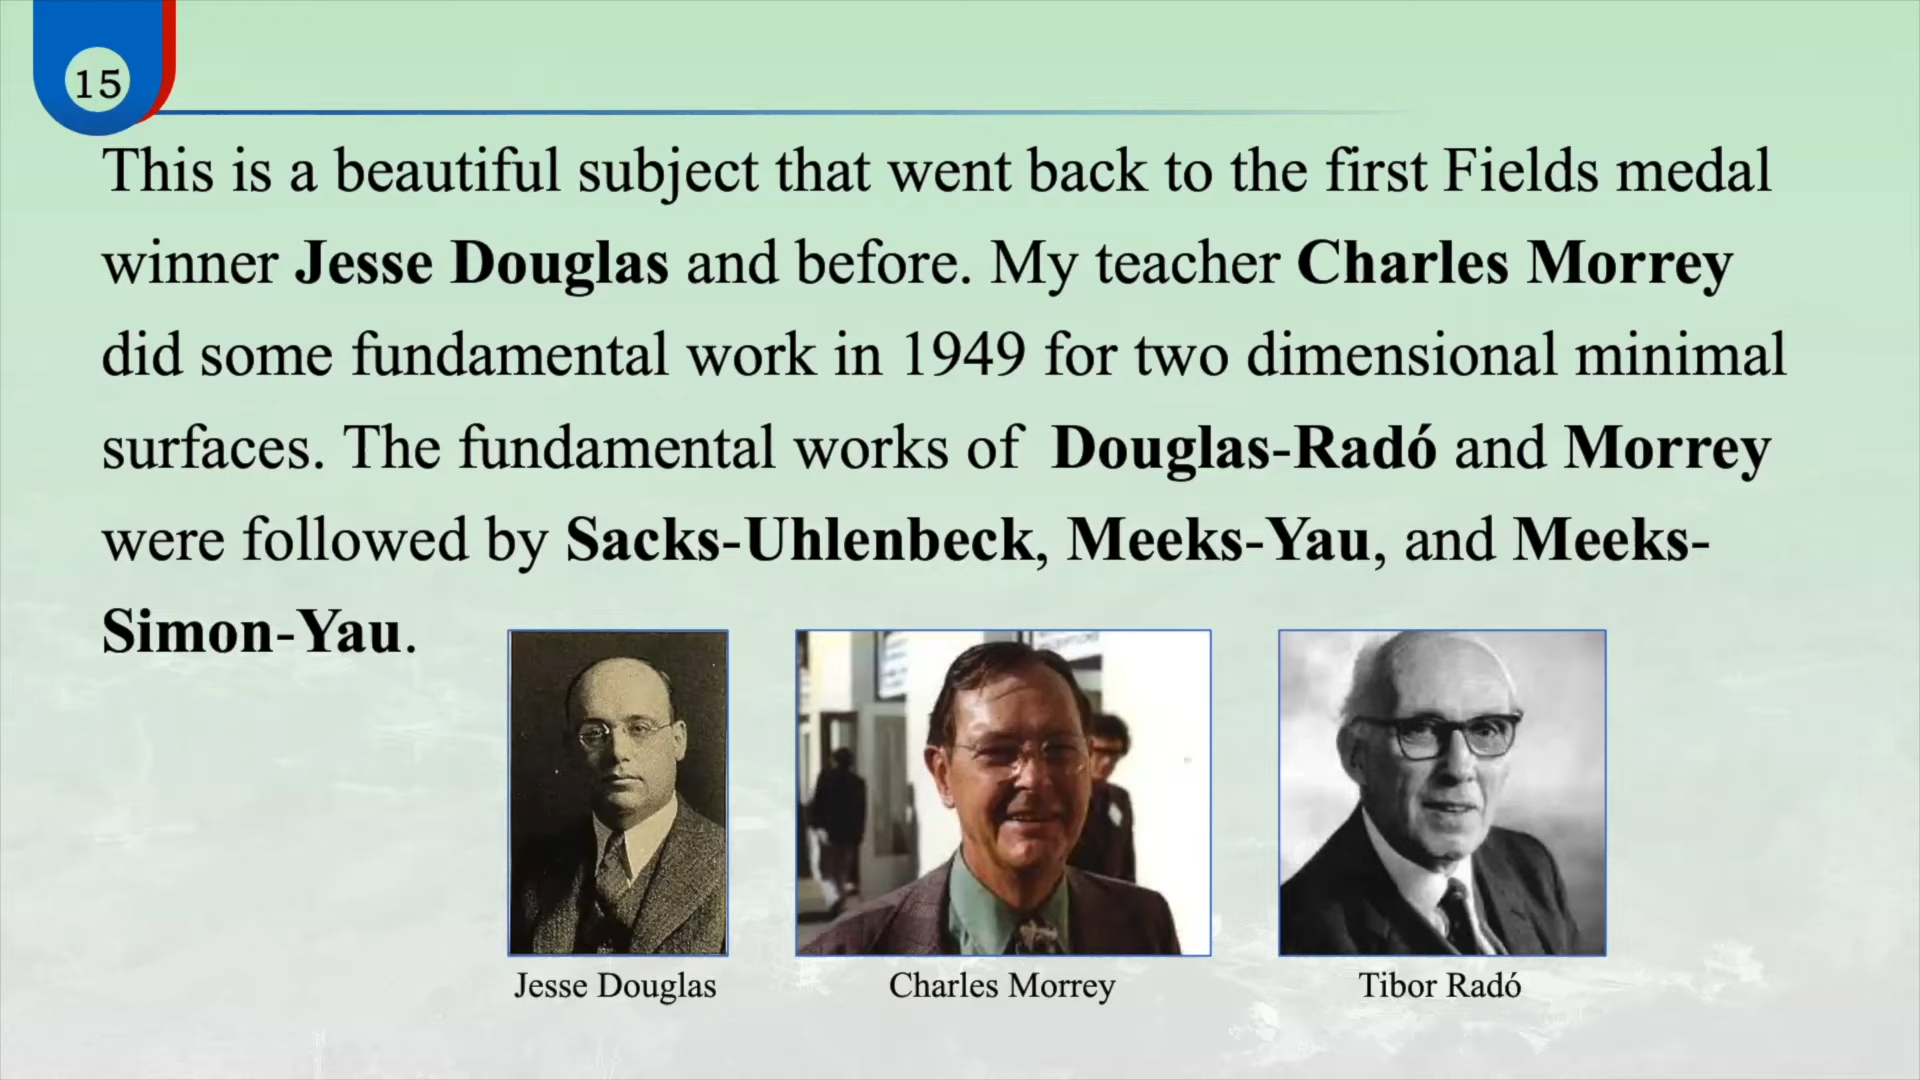 15
This is a beautiful subject that went back to the first Fields medal
winner Jesse Douglas and before. My teacher Charles Morrey
did some fundamental work in 1949 for two dimensional minimal
surfaces. The fundamental works of Douglas-Radó and Morrey
were followed by Sacks-Uhlenbeck, Meeks-Yau, and Meeks-
Simon-Yau.
Jesse Douglas
Charles Morrey
Tibor Radó